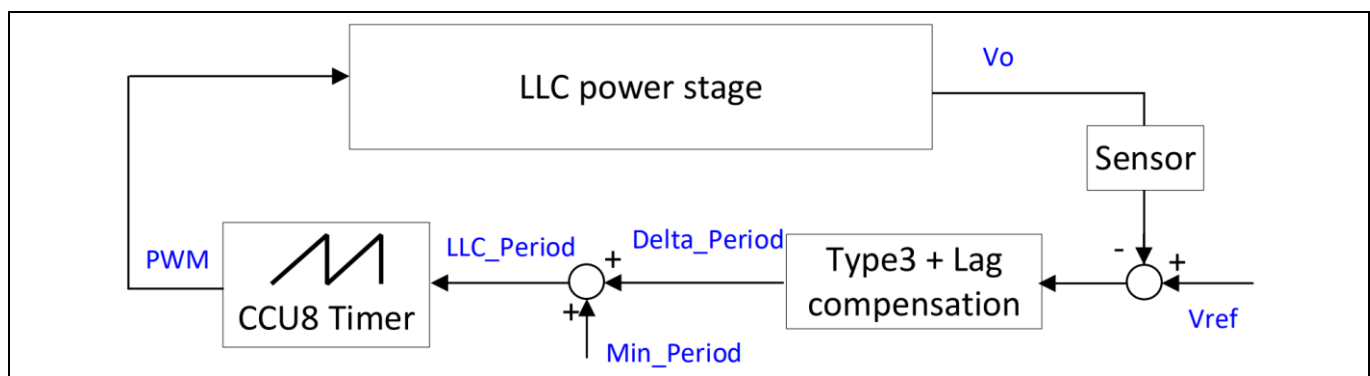 Vo
LLC power stage
Sensor
LLC_Period
Delta_Period
Type3 + Lag
compensation
-
+
+
+
PWM
CCU8 Timer
Min_Period
Vref